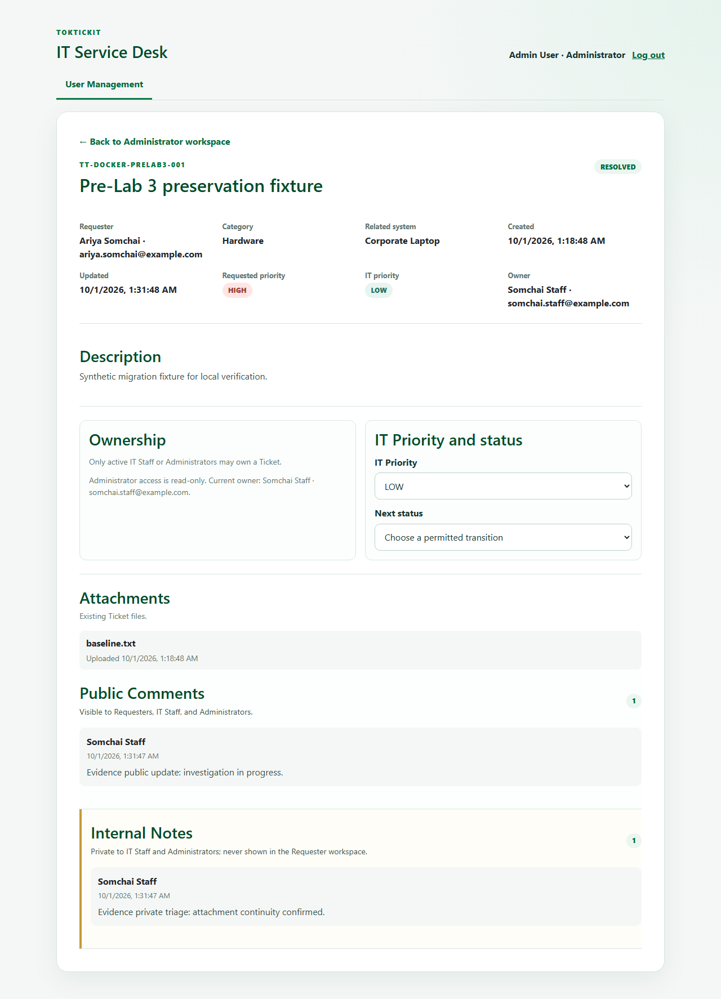 TOKTICKIT
IT Service Desk
Admin User · Administrator Log out
User Management
← Back to Administrator workspace
TT-DOCKER-PRELAB3-001
RESOLVED
Pre-Lab 3 preservation fixture
Requester
Ariya Somchai ·
ariya.somchai@example.com
Category
Hardware
Related system
Corporate Laptop
Created
10/1/2026, 1:18:48 AM
Updated
10/1/2026, 1:31:48 AM
Requested priority
HIGH
IT priority
LOW
Owner
Somchai Staff ·
somchai.staff@example.com
Description
Synthetic migration fixture for local verification.
Ownership
Only active IT Staff or Administrators may own a Ticket.
Administrator access is read-only. Current owner: Somchai Staff ·
somchai.staff@example.com.
IT Priority and status
IT Priority
LOW
Next status
Choose a permitted transition
Attachments
Existing Ticket files.
baseline.txt
Uploaded 10/1/2026, 1:18:48 AM
Public Comments
1
Visible to Requesters, IT Staff, and Administrators.
Somchai Staff
10/1/2026, 1:31:47 AM
Evidence public update: investigation in progress.
Internal Notes
1
Private to IT Staff and Administrators; never shown in the Requester workspace.
Somchai Staff
10/1/2026, 1:31:47 AM
Evidence private triage: attachment continuity confirmed.